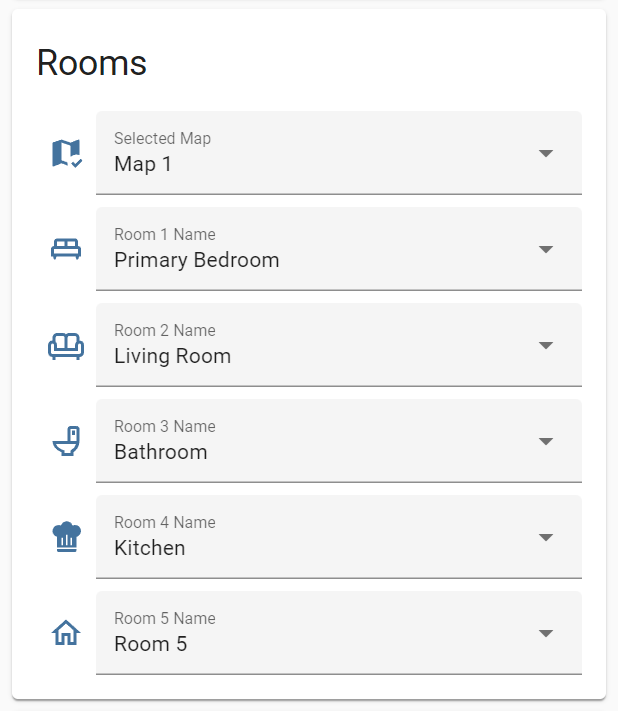 Rooms
Selected Map
Map 1
Room 1 Name
Primary Bedroom
Room 2 Name
Living Room
Room 3 Name
Bathroom
Room 4 Name
Kitchen
Room 5 Name
Room 5